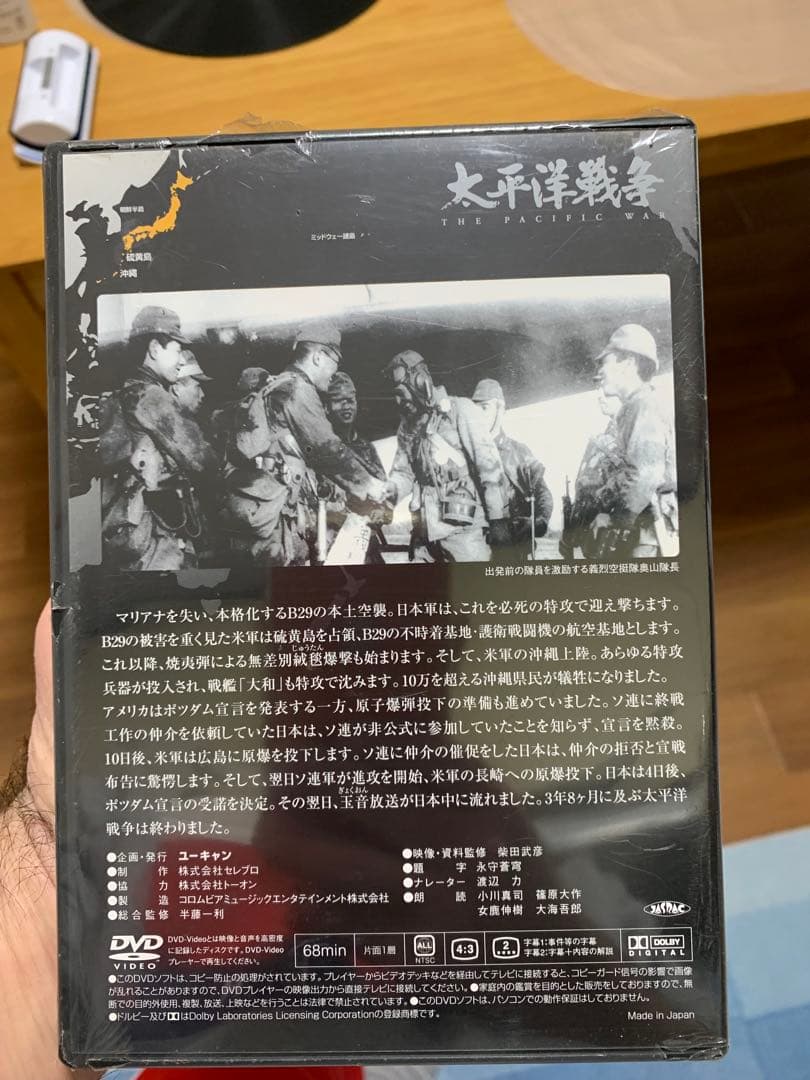 太平洋戦争
THE PACIFIC WAR
朝鮮半島
ミッドウェー諸島
硫黄島
沖縄
出発前の隊員を激励する義烈空挺隊奥山隊長
マリアナを失い、本格化するB29の本土空襲。日本軍は、これを必死の特攻で迎え撃ちます。
B29の被害を重く見た米軍は硫黄島を占領、B29の不時着基地・護衛戦闘機の航空基地とします。
じゅうたん
これ以降、焼夷弾による無差別絨毯爆撃も始まります。そして、米軍の沖縄上陸。あらゆる特攻
兵器が投入され、戦艦「大和」も特攻で沈みます。10万を超える沖縄県民が犠牲になりました。
アメリカはポツダム宣言を発表する一方、原子爆弾投下の準備も進めていました。ソ連に終戦
工作の仲介を依頼していた日本は、ソ連が非公式に参加していたことを知らず、宣言を黙殺。
10日後、米軍は広島に原爆を投下します。ソ連に仲介の催促をした日本は、仲介の拒否と宣戦
布告に驚愕します。そして、翌日ソ連軍が進攻を開始、米軍の長崎への原爆投下。日本は4日後、
ぎょくおん
ポツダム宣言の受諾を決定。その翌日、玉音放送が日本中に流れました。3年8ヶ月に及ぶ太平洋
戦争は終わりました。
●企画・発行 ユーキャン
●制作 株式会社セレブロ
●協力 株式会社トーオン
●製造 コロムビアミュージックエンタテインメント株式会社
●総合監修 半藤一利
●映像・資料監修 柴田武彦
●題字 永守蒼穹
●ナレーター 渡辺 力
●朗読 小川真司 篠原大作
女鹿伸樹 大海吾郎
JASRAC
DVD VIDEO
DVD-Videoは映像と音声を高密度
に記録したディスクです。DVD-Video
プレーヤーで再生してください。
68min
片面1層
ALL NTSC
4:3
2
字幕1:事件等の字幕
字幕2:字幕+内容の解説
DOLBY DIGITAL
●このDVDソフトは、コピー防止の処理がされています。プレイヤーからビデオデッキなどを経由してテレビに接続すると、コピーガード信号の影響で画像
が乱れることがありますので、DVDプレイヤーの映像出力から直接テレビに接続してください。●家庭内の鑑賞を目的とした販売をしておりますので、無
断での目的外使用、複製、放送、上映などを行うことは法律で禁止されています。●このDVDソフトは、パソコンでの動作保証はしておりません。
●ドルビー及びDDはDolby Laboratories Licensing Corporationの登録商標です。
Made in Japan